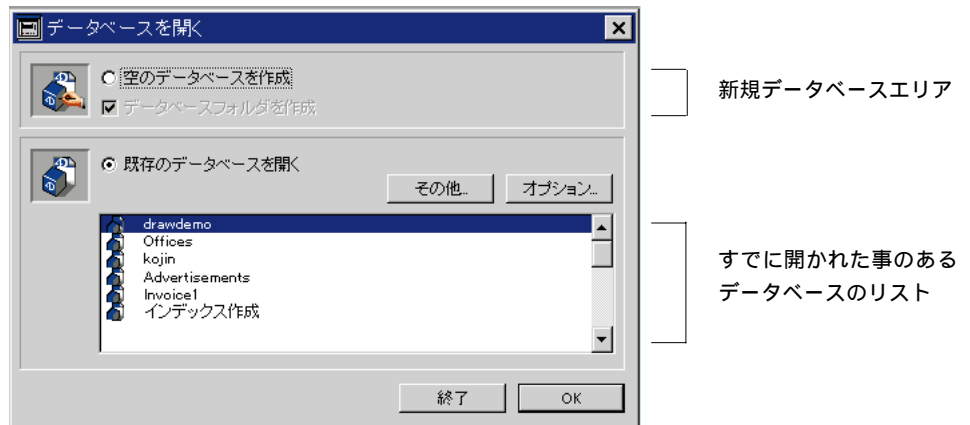 データベースを開く
空のデータベースを作成
データベースフォルダを作成
新規データベースエリア
既存のデータベースを開く
その他...
オプション...
drawdemo
Offices
kojin
Advertisements
Invoice1
インデックス作成
すでに開かれた事のある
データベースのリスト
終了
OK